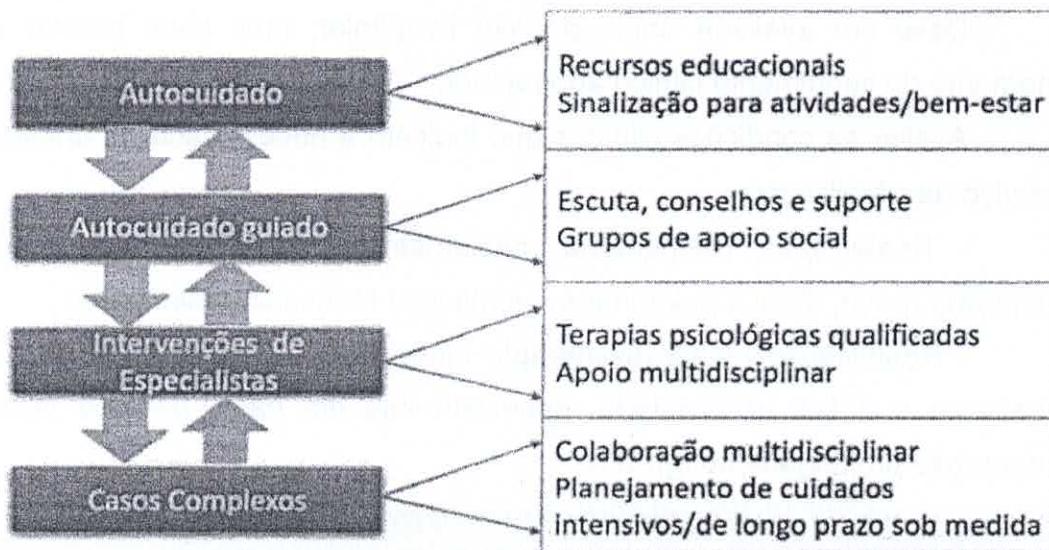 Autocuidado
Recursos educacionais
Sinalização para atividades/bem-estar
Autocuidado guiado
Escuta, conselhos e suporte
Grupos de apoio social
Intervenções de
Especialistas
Terapias psicológicas qualificadas
Apoio multidisciplinar
Casos Complexos
Colaboração multidisciplinar
Planejamento de cuidados
intensivos/de longo prazo sob medida